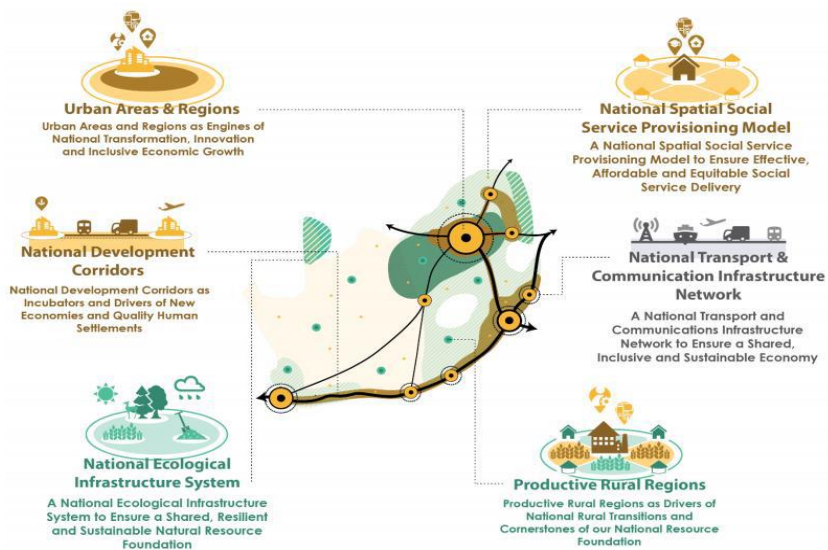 Urban Areas & Regions
Urban Areas and Regions as Engines of
National Transformation, Innovation
and Inclusive Economic Growth
National Spatial Social
Service Provisioning Model
A National Spatial Social Service
Provisioning Model to Ensure Effective,
Affordable and Equitable Social
Service Delivery
National Development
Corridors
National Development Corridors as
Incubators and Drivers of New
Economies and Quality Human
Settlements
National Transport &
Communication Infrastructure
Network
A National Transport and
Communications Infrastructure
Network to Ensure a Shared,
Inclusive and Sustainable Economy
National Ecological
Infrastructure System
A National Ecological Infrastructure
System to Ensure a Shared, Resilient
and Sustainable Natural Resource
Foundation
Productive Rural Regions
Productive Rural Regions as Drivers of
National Rural Transitions and
Cornerstones of our National Resource
Foundation